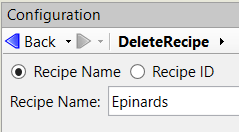 Configuration
Back DeleteRecipe
Recipe Name Recipe ID
Recipe Name: Epinards